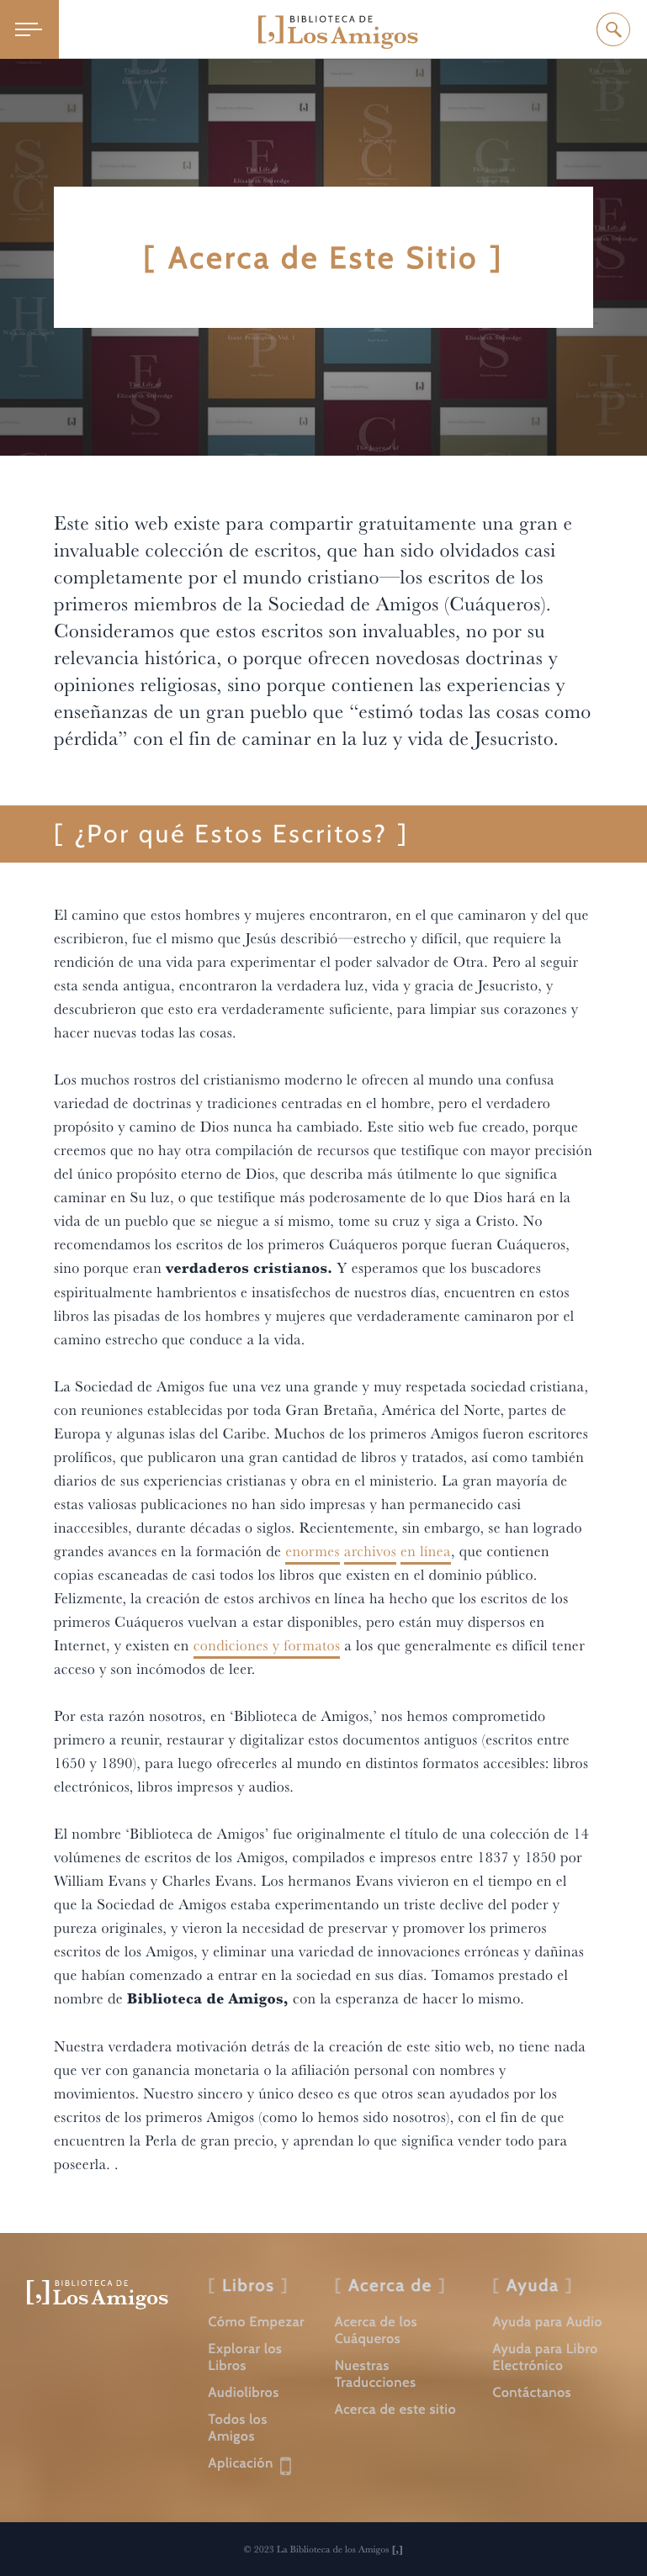 BIBLIOTECA DE
[,] Los Amigos
[ Acerca de Este Sitio ]
Este sitio web existe para compartir gratuitamente una gran e
invaluable colección de escritos, que han sido olvidados casi
completamente por el mundo cristiano—los escritos de los
primeros miembros de la Sociedad de Amigos (Cuáqueros).
Consideramos que estos escritos son invaluables, no por su
relevancia histórica, o porque ofrecen novedosas doctrinas y
opiniones religiosas, sino porque contienen las experiencias y
enseñanzas de un gran pueblo que “estimó todas las cosas como
pérdida” con el fin de caminar en la luz y vida de Jesucristo.
[ ¿Por qué Estos Escritos? ]
El camino que estos hombres y mujeres encontraron, en el que caminaron y del que
escribieron, fue el mismo que Jesús describió—estrecho y difícil, que requiere la
rendición de una vida para experimentar el poder salvador de Otra. Pero al seguir
esta senda antigua, encontraron la verdadera luz, vida y gracia de Jesucristo, y
descubrieron que esto era verdaderamente suficiente, para limpiar sus corazones y
hacer nuevas todas las cosas.
Los muchos rostros del cristianismo moderno le ofrecen al mundo una confusa
variedad de doctrinas y tradiciones centradas en el hombre, pero el verdadero
propósito y camino de Dios nunca ha cambiado. Este sitio web fue creado, porque
creemos que no hay otra compilación de recursos que testifique con mayor precisión
del único propósito eterno de Dios, que describa más útilmente lo que significa
caminar en Su luz, o que testifique más poderosamente de lo que Dios hará en la
vida de un pueblo que se niegue a sí mismo, tome su cruz y siga a Cristo. No
recomendamos los escritos de los primeros Cuáqueros porque fueran Cuáqueros,
sino porque eran verdaderos cristianos. Y esperamos que los buscadores
espiritualmente hambrientos e insatisfechos de nuestros días, encuentren en estos
libros las pisadas de los hombres y mujeres que verdaderamente caminaron por el
camino estrecho que conduce a la vida.
La Sociedad de Amigos fue una vez una grande y muy respetada sociedad cristiana,
con reuniones establecidas por toda Gran Bretaña, América del Norte, partes de
Europa y algunas islas del Caribe. Muchos de los primeros Amigos fueron escritores
prolíficos, que publicaron una gran cantidad de libros y tratados, así como también
diarios de sus experiencias cristianas y obra en el ministerio. La gran mayoría de
estas valiosas publicaciones no han sido impresas y han permanecido casi
inaccesibles, durante décadas o siglos. Recientemente, sin embargo, se han logrado
grandes avances en la formación de enormes archivos en línea, que contienen
copias escaneadas de casi todos los libros que existen en el dominio público.
Felizmente, la creación de estos archivos en línea ha hecho que los escritos de los
primeros Cuáqueros vuelvan a estar disponibles, pero están muy dispersos en
Internet, y existen en condiciones y formatos a los que generalmente es difícil tener
acceso y son incómodos de leer.
Por esta razón nosotros, en ‘Biblioteca de Amigos,’ nos hemos comprometido
primero a reunir, restaurar y digitalizar estos documentos antiguos (escritos entre
1650 y 1890), para luego ofrecerles al mundo en distintos formatos accesibles: libros
electrónicos, libros impresos y audios.
El nombre ‘Biblioteca de Amigos’ fue originalmente el título de una colección de 14
volúmenes de escritos de los Amigos, compilados e impresos entre 1837 y 1850 por
William Evans y Charles Evans. Los hermanos Evans vivieron en el tiempo en el
que la Sociedad de Amigos estaba experimentando un triste declive del poder y
pureza originales, y vieron la necesidad de preservar y promover los primeros
escritos de los Amigos, y eliminar una variedad de innovaciones erróneas y dañinas
que habían comenzado a entrar en la sociedad en sus días. Tomamos prestado el
nombre de Biblioteca de Amigos, con la esperanza de hacer lo mismo.
Nuestra verdadera motivación detrás de la creación de este sitio web, no tiene nada
que ver con ganancia monetaria o la afiliación personal con nombres y
movimientos. Nuestro sincero y único deseo es que otros sean ayudados por los
escritos de los primeros Amigos (como lo hemos sido nosotros), con el fin de que
encuentren la Perla de gran precio, y aprendan lo que significa vender todo para
poseerla. .
BIBLIOTECA DE
[,] Los Amigos
[ Libros ]
Cómo Empezar
Explorar los
Libros
Audiolibros
Todos los
Amigos
Aplicación
[ Acerca de ]
Acerca de los
Cuáqueros
Nuestras
Traducciones
Acerca de este sitio
[ Ayuda ]
Ayuda para Audio
Ayuda para Libro
Electrónico
Contáctanos
© 2023 La Biblioteca de los Amigos [,]